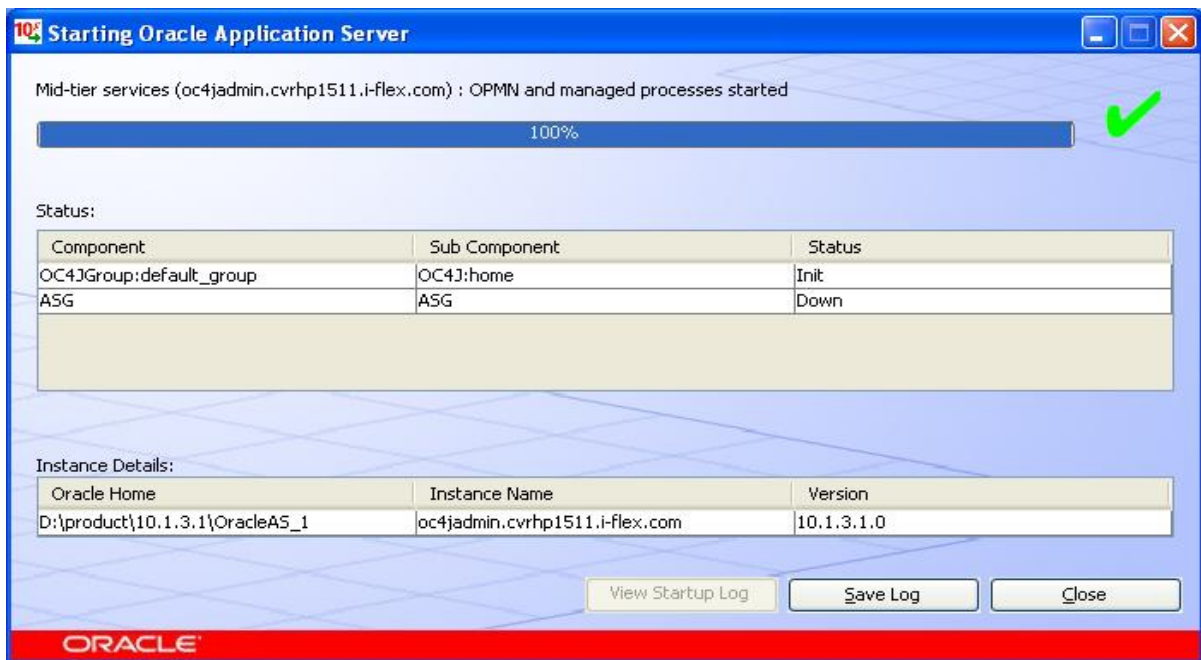 Starting Oracle Application Server
Mid-tier services (oc4jadmin.cvrhp1511.i-flex.com) : OPMN and managed processes started
100%
Status:
Component Sub Component Status
OC4JGroup:default_group OC4J:home Init
ASG ASG Down
Instance Details:
Oracle Home Instance Name Version
D:\product\10.1.3.1\OracleAS_1 oc4jadmin.cvrhp1511.i-flex.com 10.1.3.1.0
View Startup Log Save Log Close
ORACLE